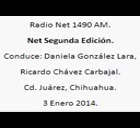 Radio Net 1490 AM.
Net Segunda Edición.
Conduce: Daniela González Lara,
Ricardo Chávez Carbajal.
Cd. Juárez, Chihuahua.
3 Enero 2014.